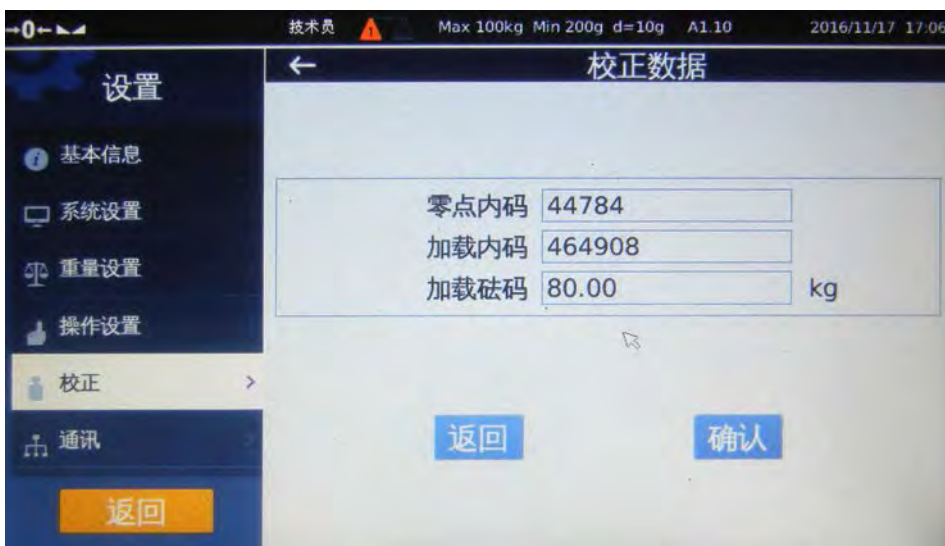 →0← 技术员 1 Max 100kg Min 200g d=10g A1.10 2016/11/17 17:06
设置
← 校正数据
基本信息
系统设置
重量设置
操作设置
校正 >
通讯
返回
零点内码 44784
加载内码 464908
加载砝码 80.00 kg
返回 确认